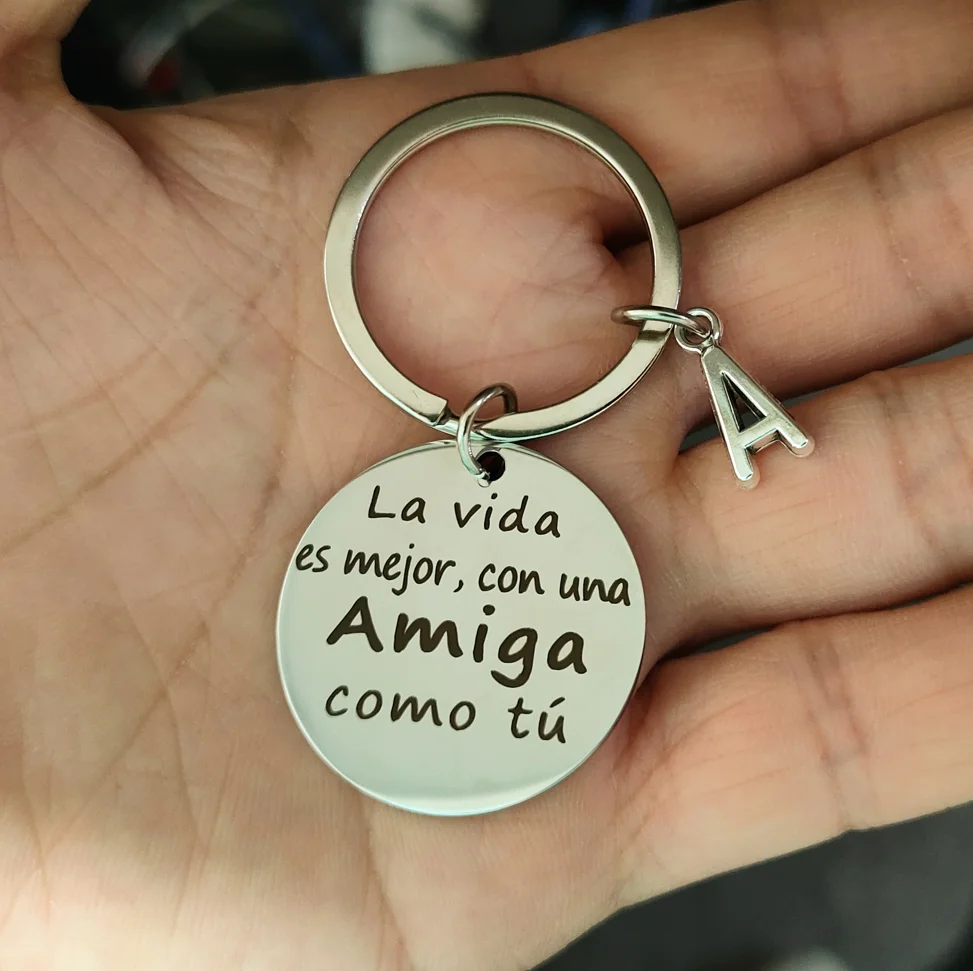 La vida
es mejor, con una
Amiga
como tú
A